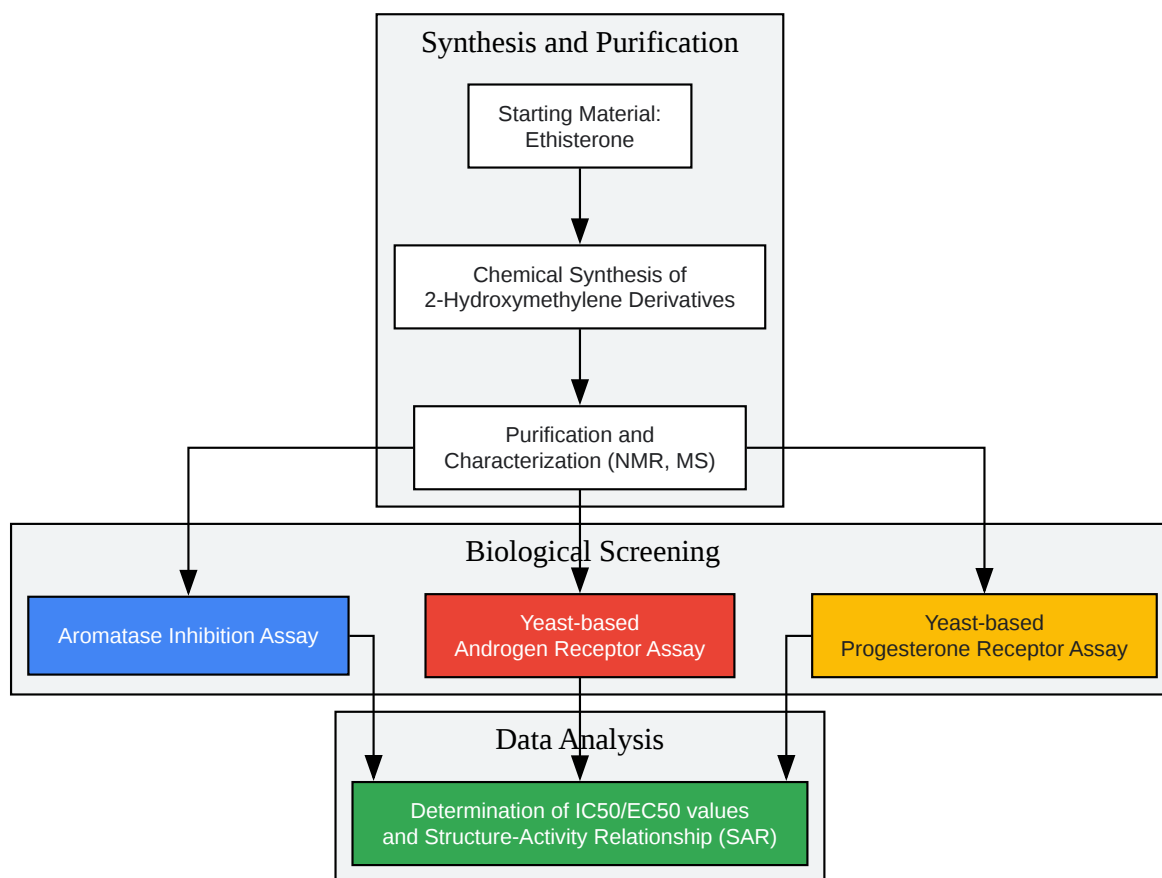 Synthesis and Purification
Starting Material:
Ethisterone
Chemical Synthesis of
2-Hydroxymethylene Derivatives
Purification and
Characterization (NMR, MS)
Biological Screening
Aromatase Inhibition Assay
Yeast-based
Androgen Receptor Assay
Yeast-based
Progesterone Receptor Assay
Data Analysis
Determination of IC50/EC50 values
and Structure-Activity Relationship (SAR)